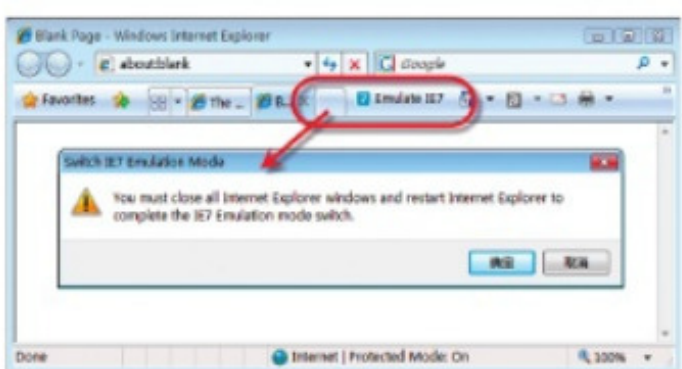 Blank Page - Windows Internet Explorer
about:blank Google
Favorites The ... B... Emulate IE7
Switch IE7 Emulation Mode
You must close all Internet Explorer windows and restart Internet Explorer to
complete the IE7 Emulation mode switch.
确定 取消
Done Internet | Protected Mode: On 100%